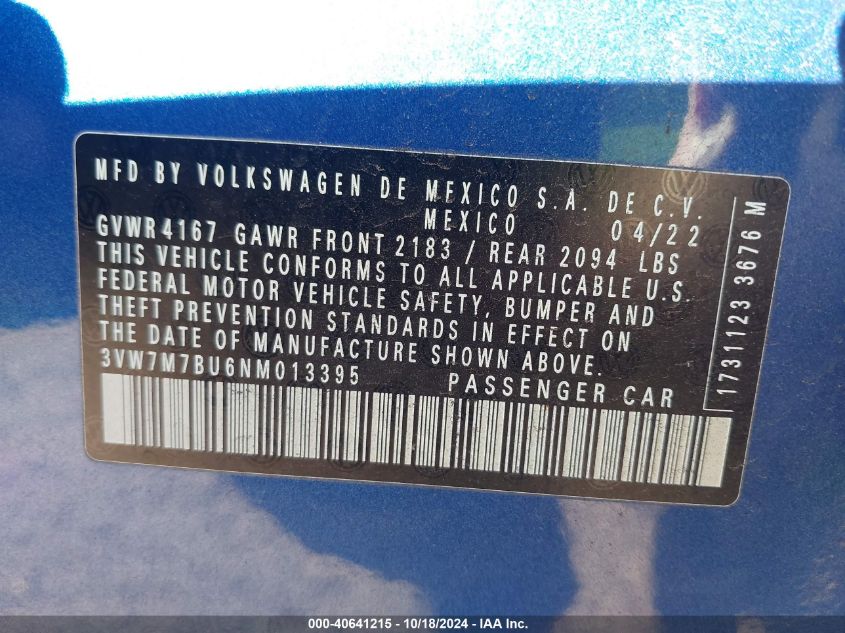 MFD BY VOLKSWAGEN DE MEXICO S.A. DE C.V.
MEXICO 04/22
GVWR 4167 GAWR FRONT 2183 / REAR 2094 LBS
THIS VEHICLE CONFORMS TO ALL APPLICABLE U.S.
FEDERAL MOTOR VEHICLE SAFETY, BUMPER AND
THEFT PREVENTION STANDARDS IN EFFECT ON
THE DATE OF MANUFACTURE SHOWN ABOVE.
3VW7M7BU6NM013395 PASSENGER CAR
1731123 3676 M
000-40641215 - 10/18/2024 - IAA Inc.